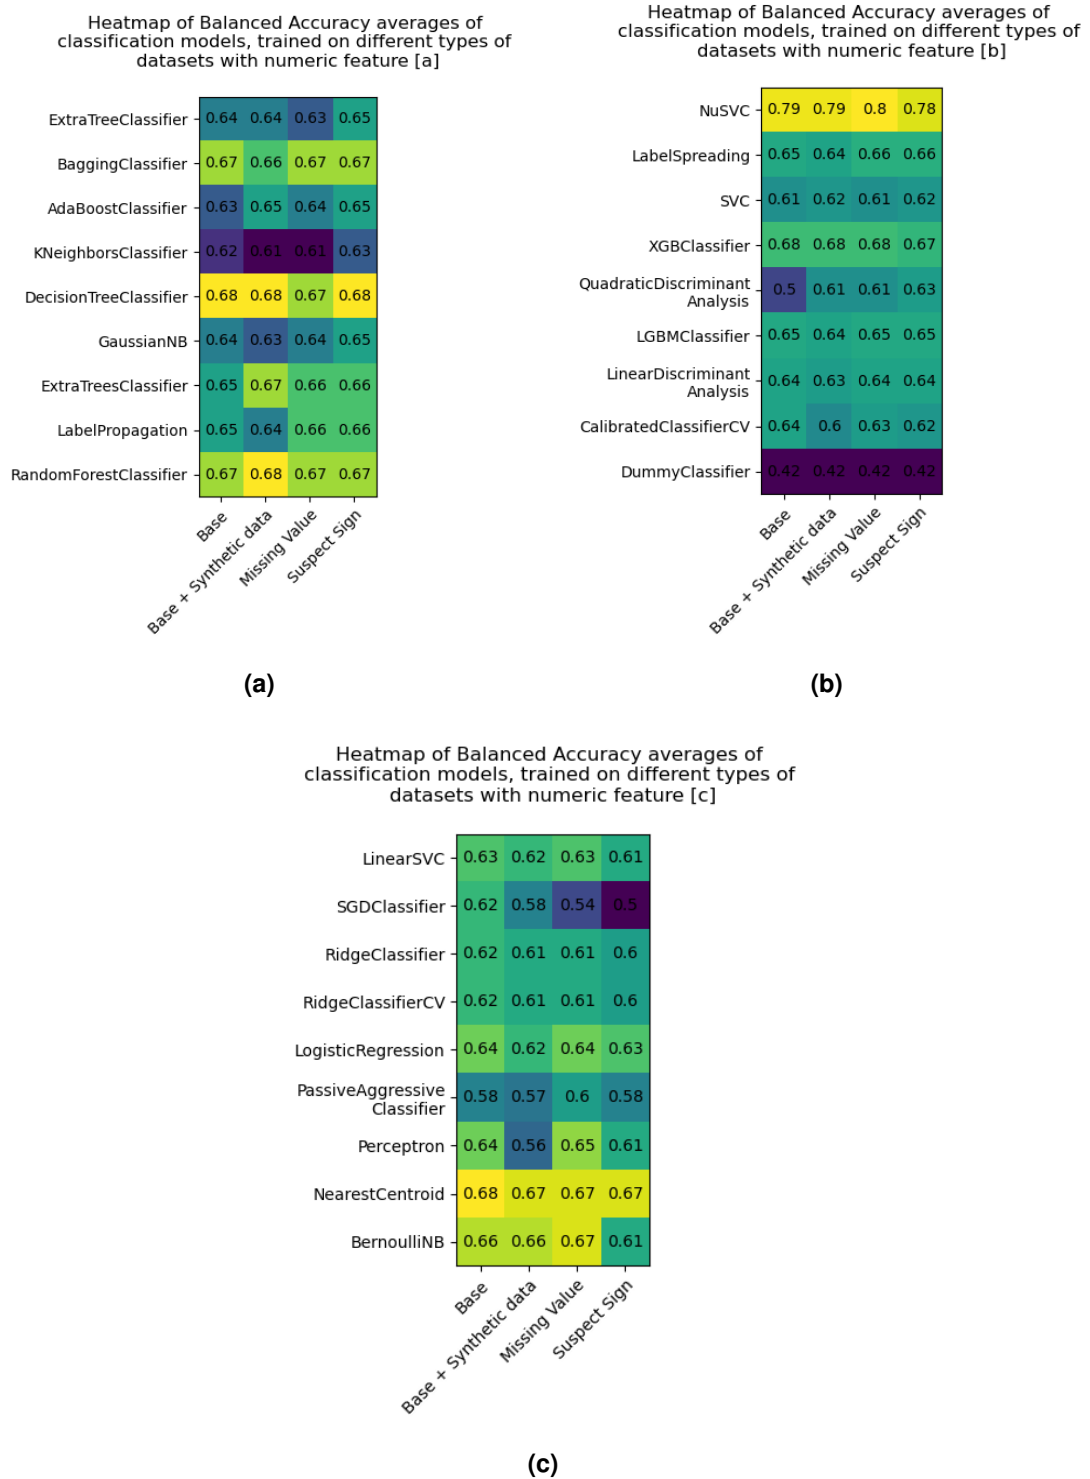 Heatmap of Balanced Accuracy averages of
classification models, trained on different types of
datasets with numeric feature [a]
ExtraTreeClassifier 0.64 0.64 0.63 0.65
BaggingClassifier 0.67 0.66 0.67 0.67
AdaBoostClassifier 0.63 0.65 0.64 0.65
KNeighborsClassifier 0.62 0.61 0.61 0.63
DecisionTreeClassifier 0.68 0.68 0.67 0.68
GaussianNB 0.64 0.63 0.64 0.65
ExtraTreesClassifier 0.65 0.67 0.66 0.66
LabelPropagation 0.65 0.64 0.66 0.66
RandomForestClassifier 0.67 0.68 0.67 0.67
Base
Base + Synthetic data
Missing Value
Suspect Sign
(a)
Heatmap of Balanced Accuracy averages of
classification models, trained on different types of
datasets with numeric feature [b]
NuSVC 0.79 0.79 0.8 0.78
LabelSpreading 0.65 0.64 0.66 0.66
SVC 0.61 0.62 0.61 0.62
XGBClassifier 0.68 0.68 0.68 0.67
QuadraticDiscriminant
Analysis 0.5 0.61 0.61 0.63
LGBMClassifier 0.65 0.64 0.65 0.65
LinearDiscriminant
Analysis 0.64 0.63 0.64 0.64
CalibratedClassifierCV 0.64 0.6 0.63 0.62
DummyClassifier 0.42 0.42 0.42 0.42
Base
Base + Synthetic data
Missing Value
Suspect Sign
(b)
Heatmap of Balanced Accuracy averages of
classification models, trained on different types of
datasets with numeric feature [c]
LinearSVC 0.63 0.62 0.63 0.61
SGDClassifier 0.62 0.58 0.54 0.5
RidgeClassifier 0.62 0.61 0.61 0.6
RidgeClassifierCV 0.62 0.61 0.61 0.6
LogisticRegression 0.64 0.62 0.64 0.63
PassiveAggressive
Classifier 0.58 0.57 0.6 0.58
Perceptron 0.64 0.56 0.65 0.61
NearestCentroid 0.68 0.67 0.67 0.67
BernoulliNB 0.66 0.66 0.67 0.61
Base
Base + Synthetic data
Missing Value
Suspect Sign
(c)